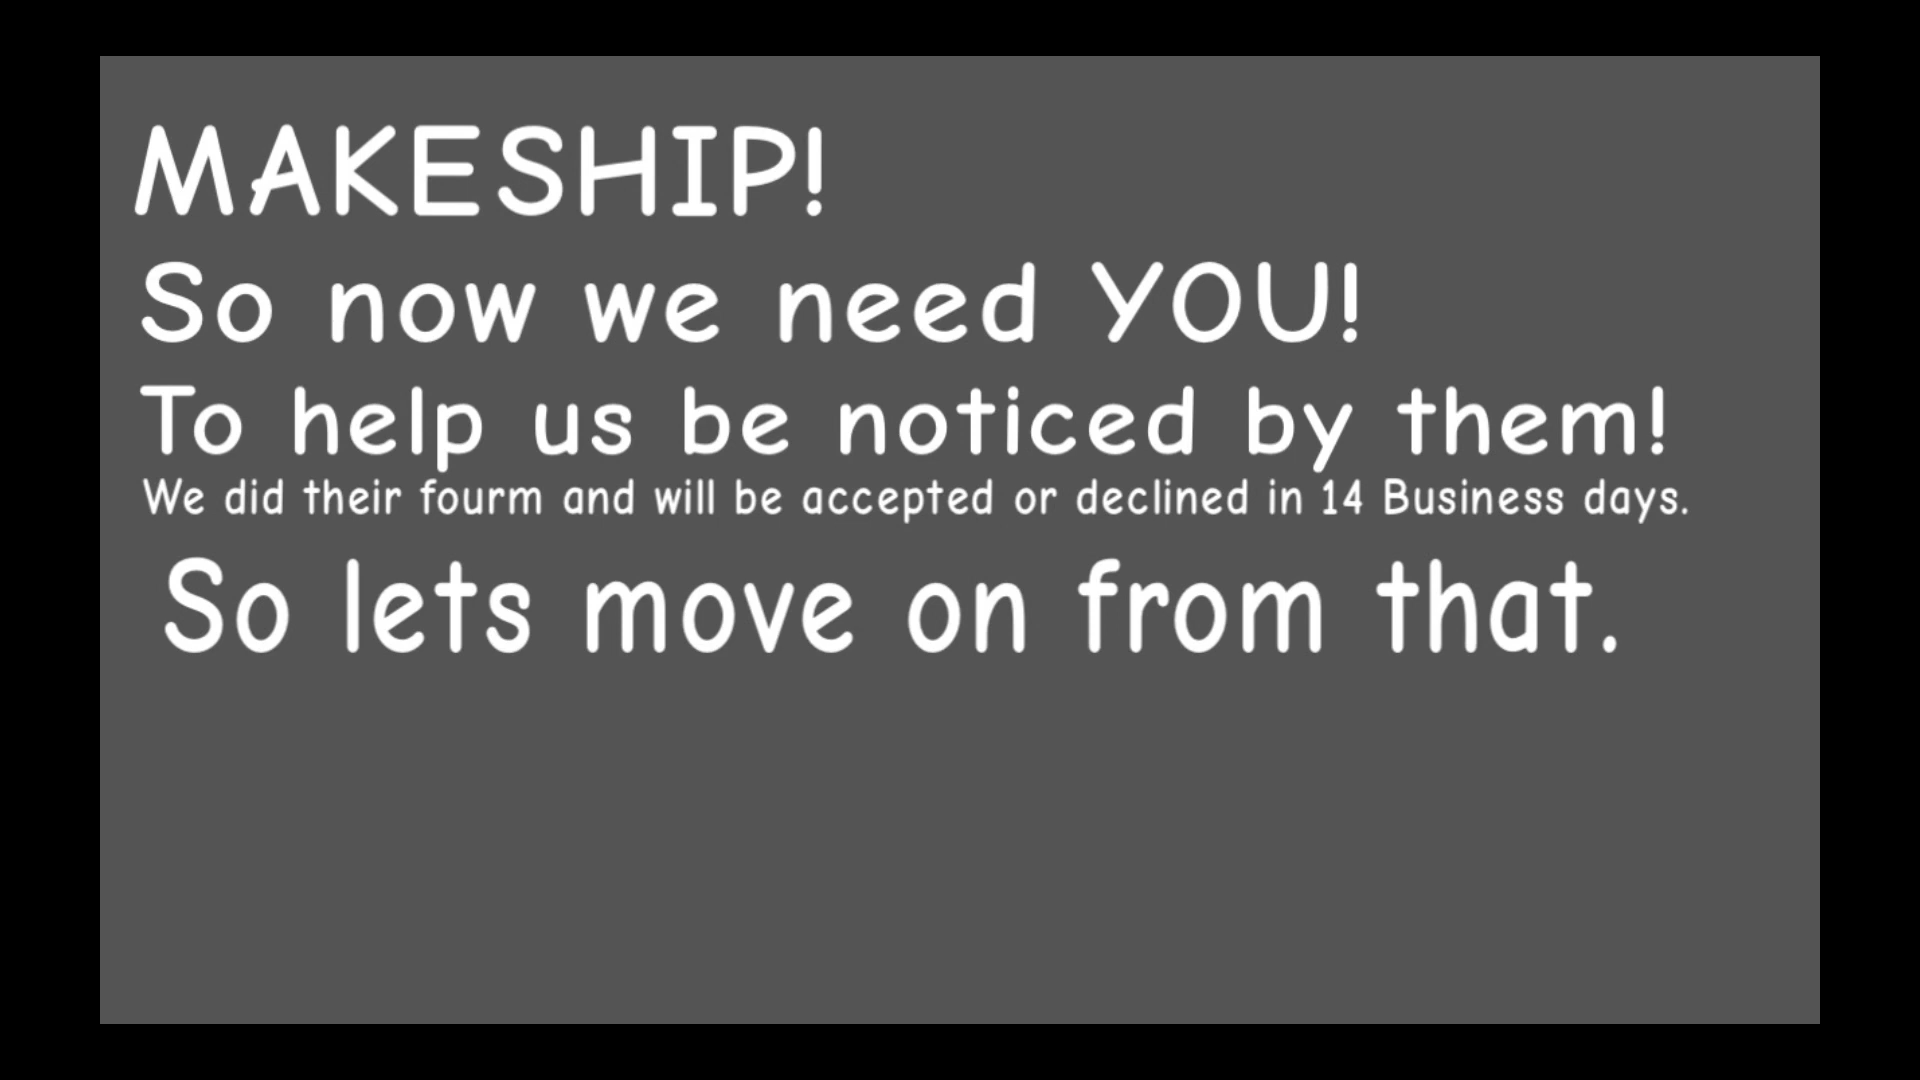 MAKESHIP!
So now we need YOU!
To help us be noticed by them!
We did their fourm and will be accepted or declined in 14 Business days.
So lets move on from that.